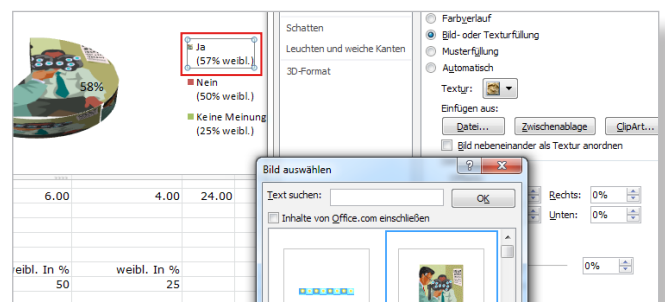 58%
Ja
(57% weibl.)
Nein
(50% weibl.)
Keine Meinung
(25% weibl.)
Schatten
Leuchten und weiche Kanten
3D-Format
Farbverlauf
Bild- oder Texturfüllung
Musterfüllung
Automatisch
Textur:
Einfügen aus:
Datei...
Zwischenablage
ClipArt...
Bild nebeneinander als Textur anordnen
Rechts: 0%
Unten: 0%
0%
Bild auswählen
Text suchen:
OK
Inhalte von Office.com einschließen
6.00 4.00 24.00
weibl. In %
50 25